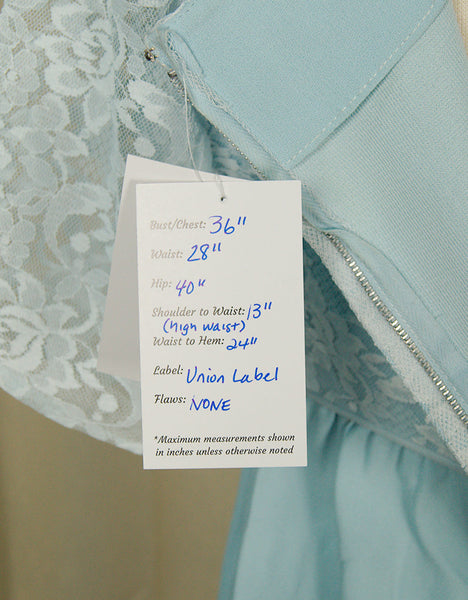 Bust/Chest: 36"
Waist: 28"
Hip: 40"
Shoulder to Waist: 13"
(high waist)
Waist to Hem: 24"
Label: Union Label
Flaws: NONE
*Maximum measurements shown
in inches unless otherwise noted